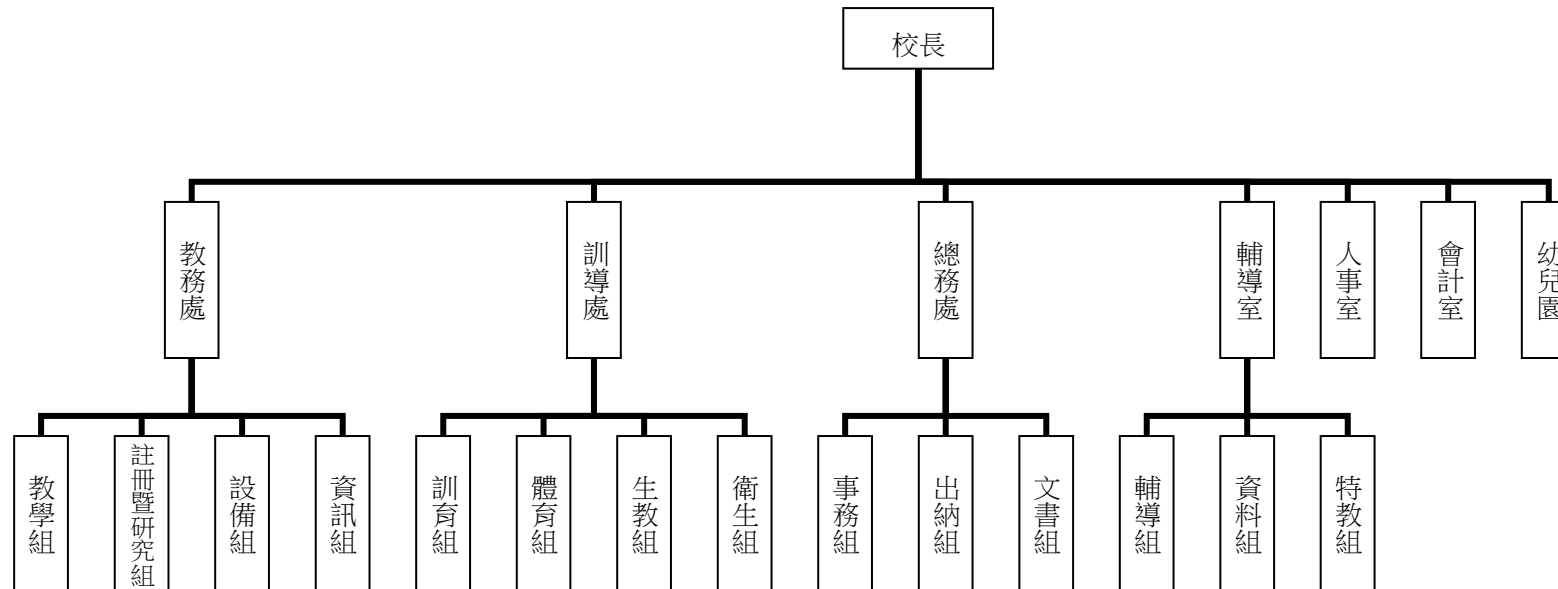 校長
教務處
訓導處
總務處
輔導室
人事室
會計室
幼兒園
教學組
註冊暨研究組
設備組
資訊組
訓育組
體育組
生教組
衛生組
事務組
出納組
文書組
輔導組
資料組
特教組